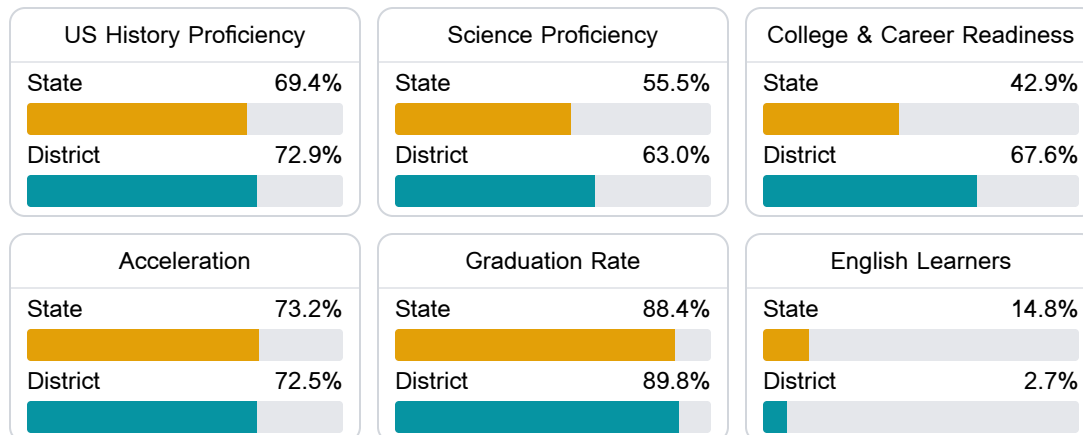 US History Proficiency
State 69.4%
District 72.9%
Science Proficiency
State 55.5%
District 63.0%
College & Career Readiness
State 42.9%
District 67.6%
Acceleration
State 73.2%
District 72.5%
Graduation Rate
State 88.4%
District 89.8%
English Learners
State 14.8%
District 2.7%